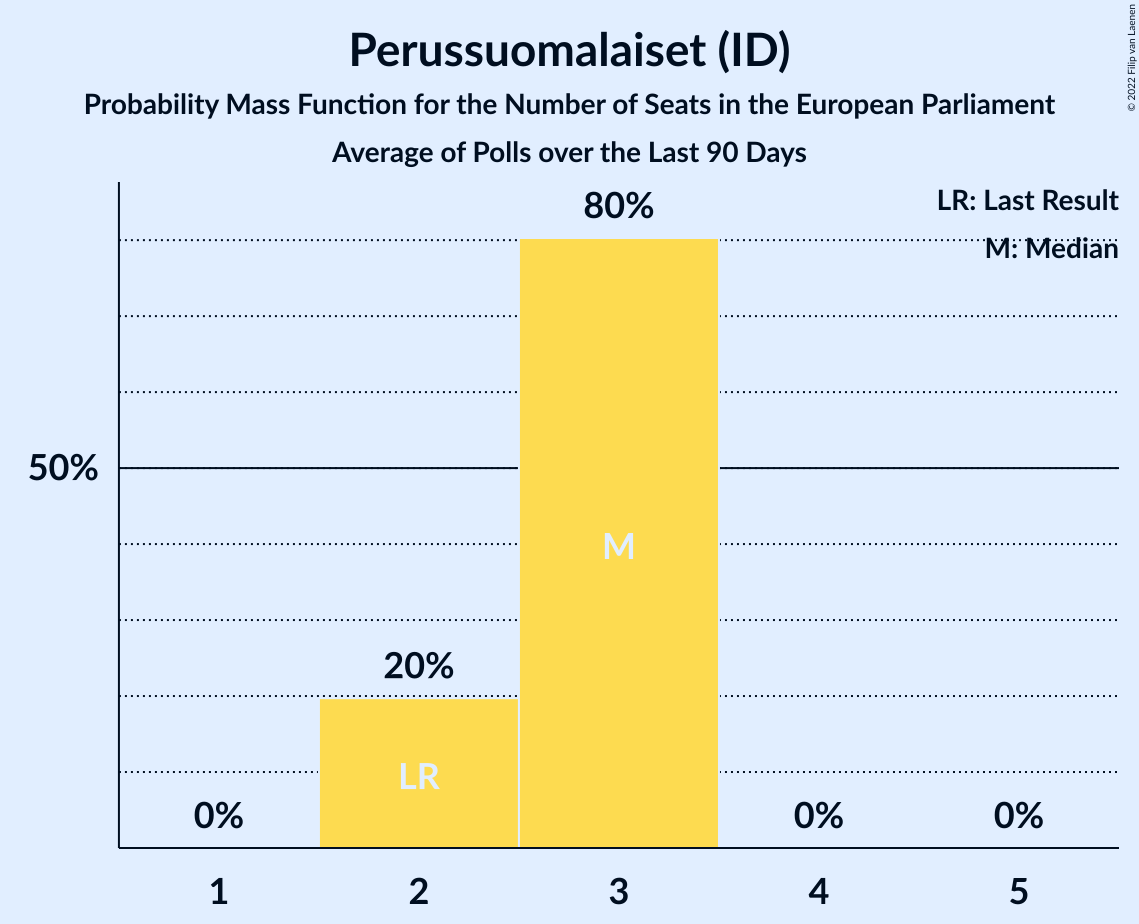 Perussuomalaiset (ID)
Probability Mass Function for the Number of Seats in the European Parliament
Average of Polls over the Last 90 Days
© 2022 Filip van Laenen
LR: Last Result
M: Median
80%
50%
M
20%
LR
0%
0%
0%
1
2
3
4
5